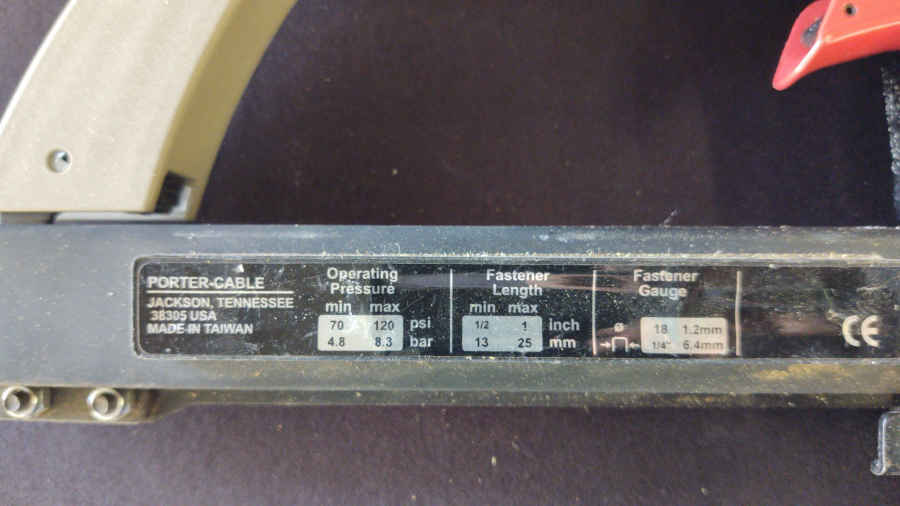 PORTER-CABLE
JACKSON, TENNESSEE
38305 USA
MADE IN TAIWAN
Operating
Pressure
min max
70 120 psi
4.8 8.3 bar
Fastener
Length
min max
1/2 1 inch
13 25 mm
Fastener
Gauge
ø 18 1.2mm
1/4" 6.4mm
CE